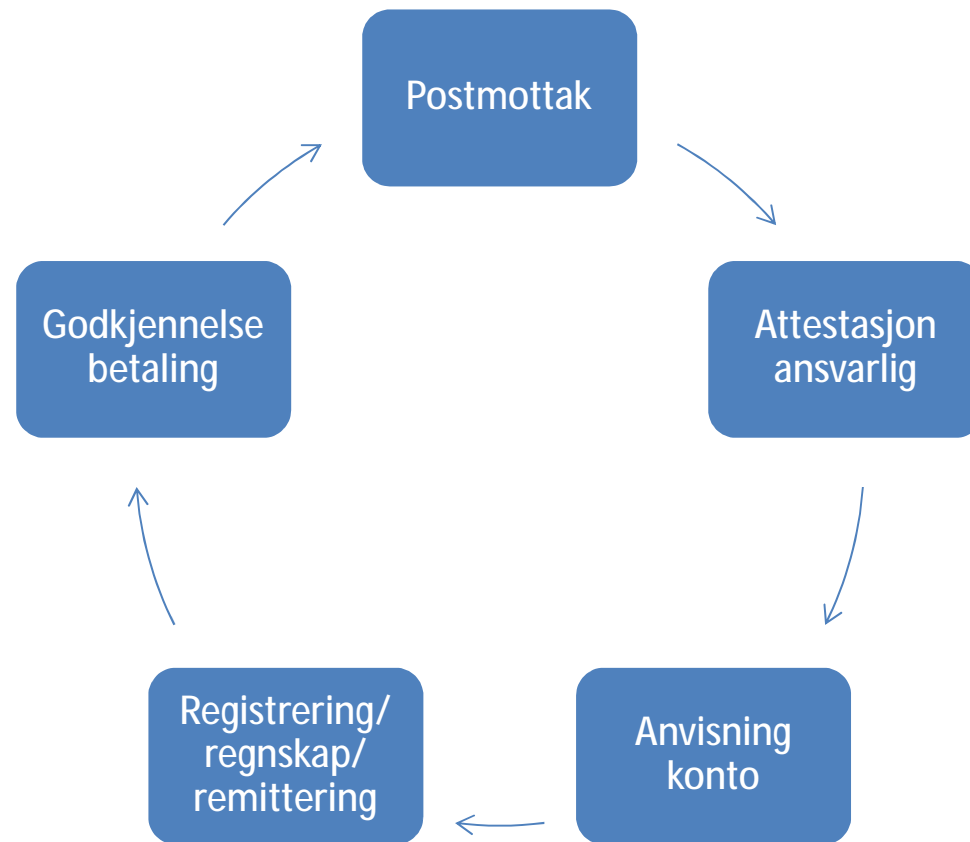 Postmottak
Attestasjon
ansvarlig
Anvisning
konto
Registrering/
regnskap/
remittering
Godkjennelse
betaling